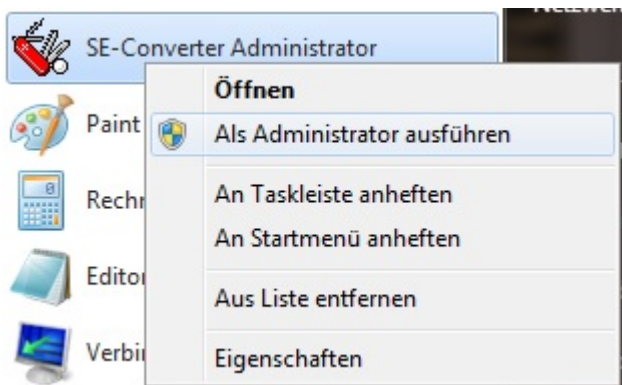 SE-Converter Administrator
Öffnen
Paint
Als Administrator ausführen
An Taskleiste anheften
An Startmenü anheften
Aus Liste entfernen
Eigenschaften